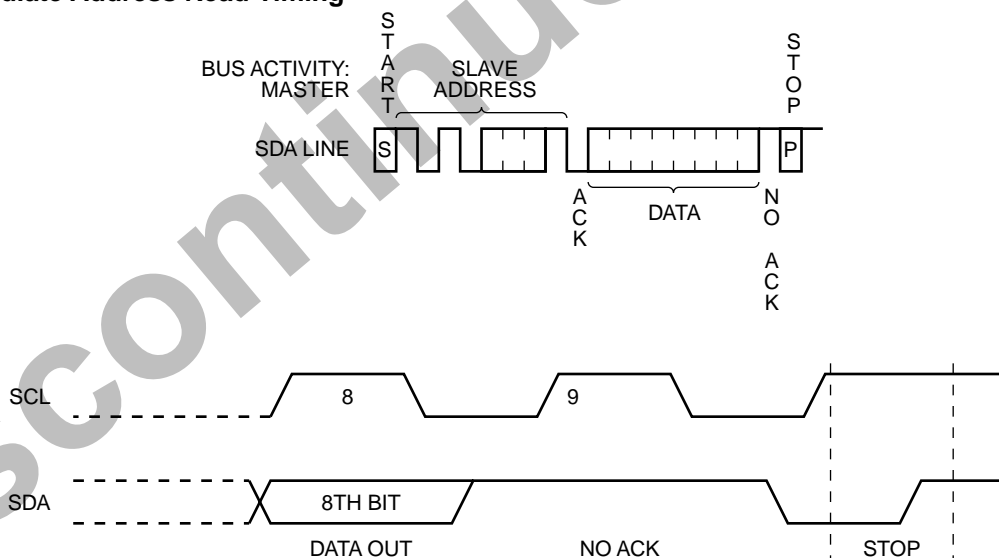 Address Read Timing
START
BUS ACTIVITY:
MASTER
SLAVE
ADDRESS
STOP
SDA LINE
S
P
ACK
DATA
NO ACK
SCL
8
9
SDA
8TH BIT
DATA OUT
NO ACK
STOP